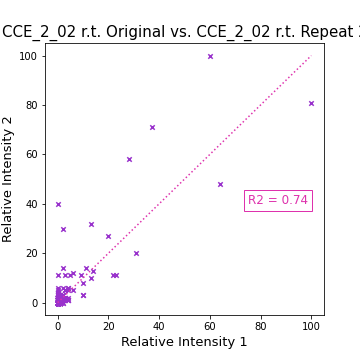 CCE_2_02 r.t. Original vs. CCE_2_02 r.t. Repeat
100
80
60
40
20
0
Relative Intensity 2
R2 = 0.74
0 20 40 60 80 100
Relative Intensity 1